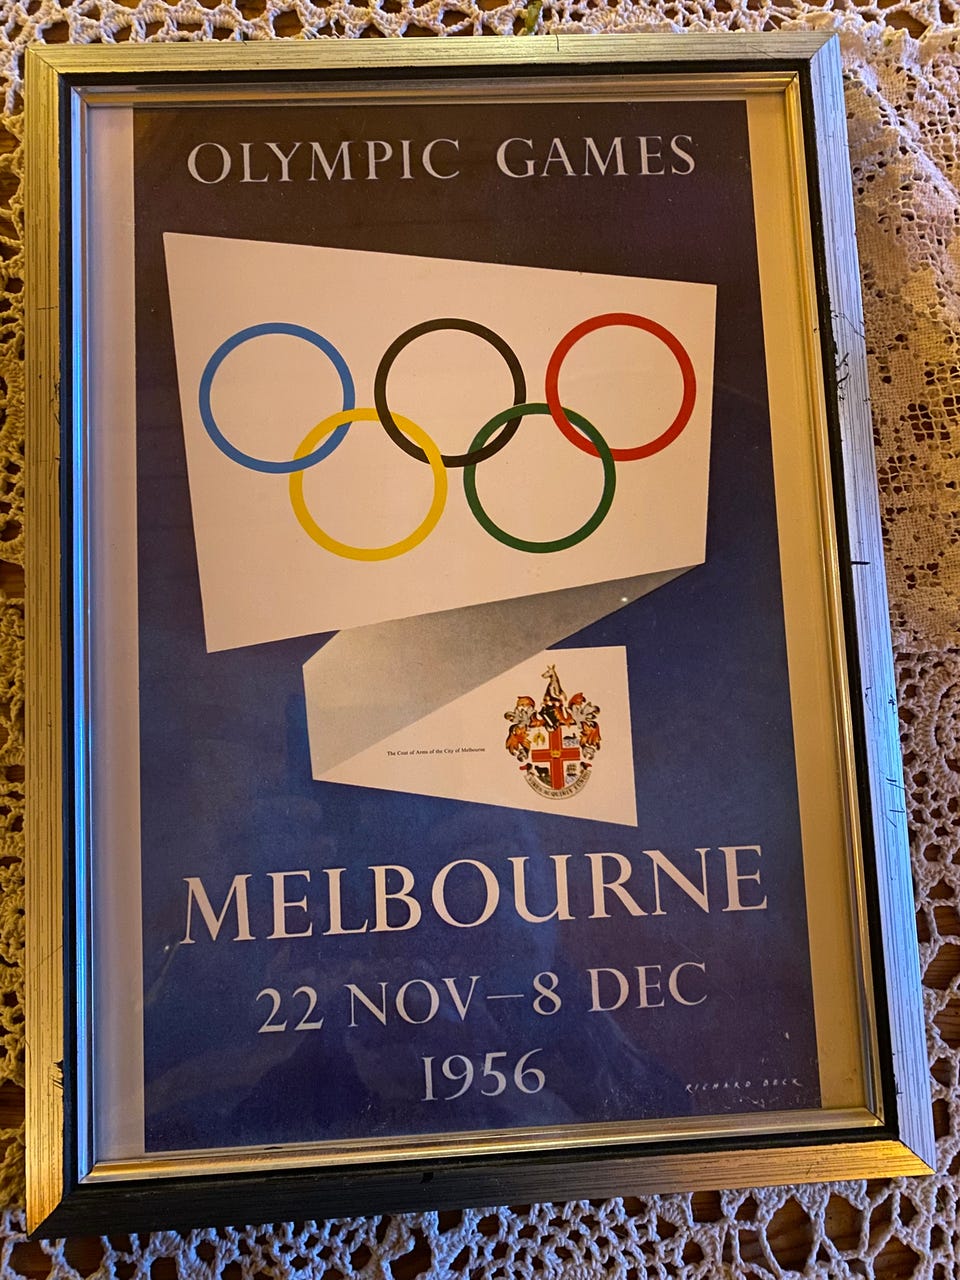 OLYMPIC GAMES
The Coat of Arms of the City of Melbourne
MELBOURNE
22 NOV–8 DEC
1956
RICHARD BECK